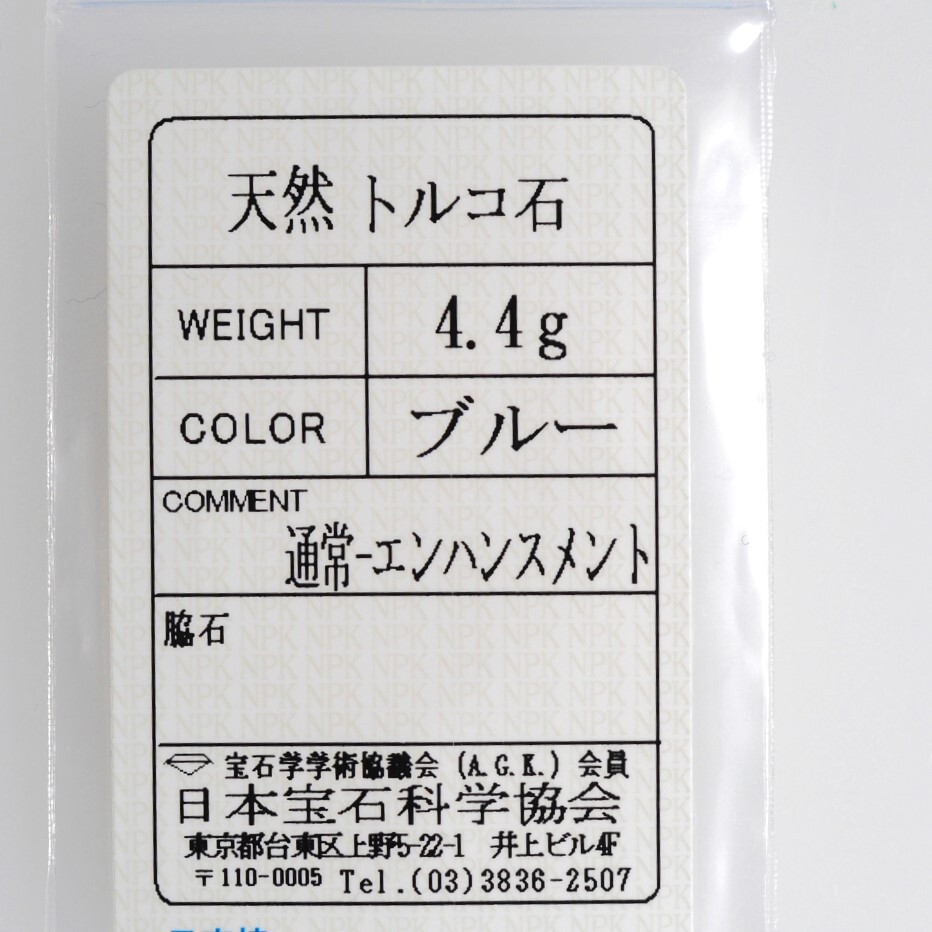 天然 トルコ石
WEIGHT 4.4g
COLOR ブルー
COMMENT
通常-エンハンスメント
脇石
宝石学学術協議会 (A.G.K.) 会員
日本宝石科学協会
東京都台東区上野5-22-1 井上ビル4F
〒110-0005 Tel.(03)3836-2507